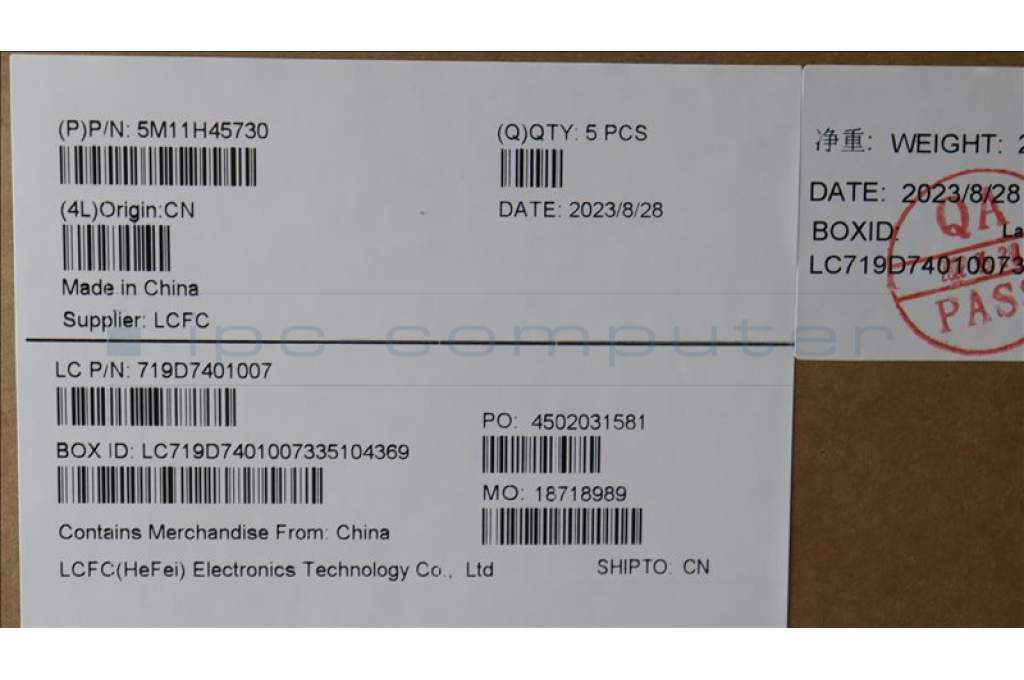 (P)P/N: 5M11H45730
(Q)QTY: 5 PCS
(4L)Origin:CN
DATE: 2023/8/28
Made in China
Supplier: LCFC
LC P/N: 719D7401007
PO: 4502031581
BOX ID: LC719D7401007335104369
MO: 18718989
Contains Merchandise From: China
LCFC(HeFei) Electronics Technology Co., Ltd
SHIPTO: CN
净重: WEIGHT:
DATE: 2023/8/28
BOXID:
LC719D74010073
QA
PASS
ipc-computer